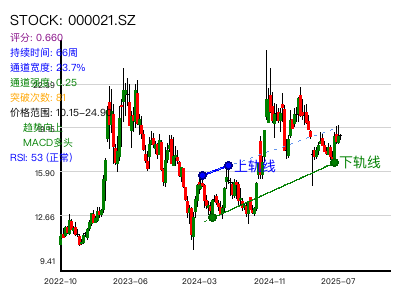 STOCK: 000021.SZ
评分: 0.660
持续时间: 66周
通道宽度: 23.7%
通道强度: 0.25
突破次数: 81
价格范围: 10.15-24.90
趋势向上
MACD多头
RSI: 53 (正常)
上轨线
下轨线
15.90
12.66
9.41
2022-10 2023-06 2024-03 2024-11 2025-07